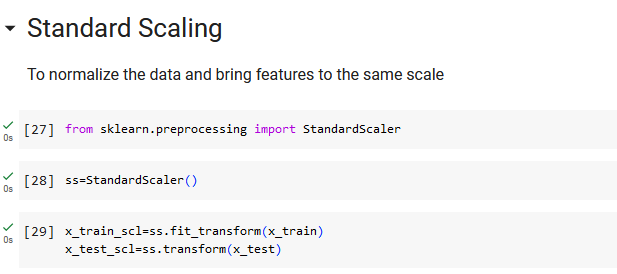 Standard Scaling
To normalize the data and bring features to the same scale
[27] from sklearn.preprocessing import StandardScaler
0s
[28] ss=StandardScaler()
0s
[29] x_train_scl=ss.fit_transform(x_train)
0s
x_test_scl=ss.transform(x_test)